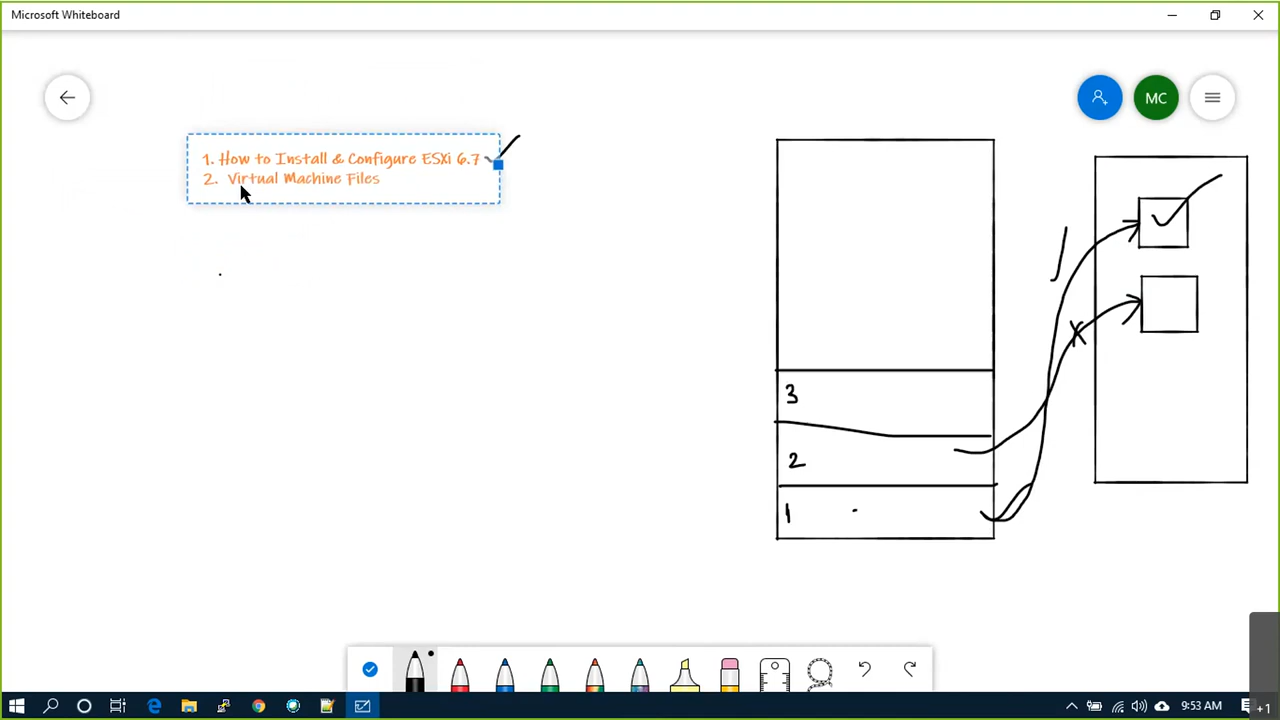 Microsoft Whiteboard
MC
1. How to Install & Configure ESXi 6.7
2. Virtual Machine Files
3
2
1
9:53 AM
+1